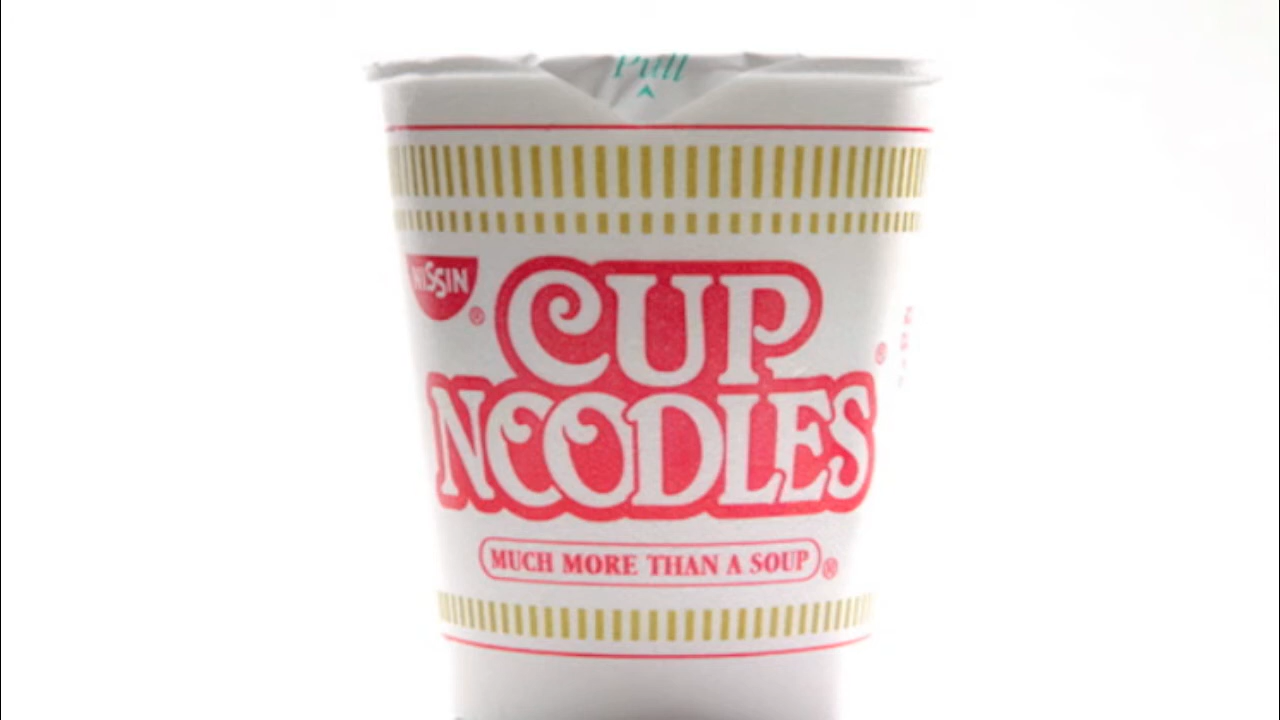 Pull
NISSIN
®
CUP
NOODLES
®
MUCH MORE THAN A SOUP
®